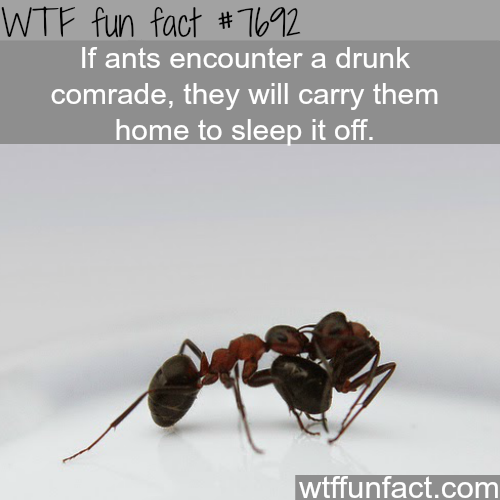 WTF fun fact #7692
If ants encounter a drunk
comrade, they will carry them
home to sleep it off.
wtffunfact.com